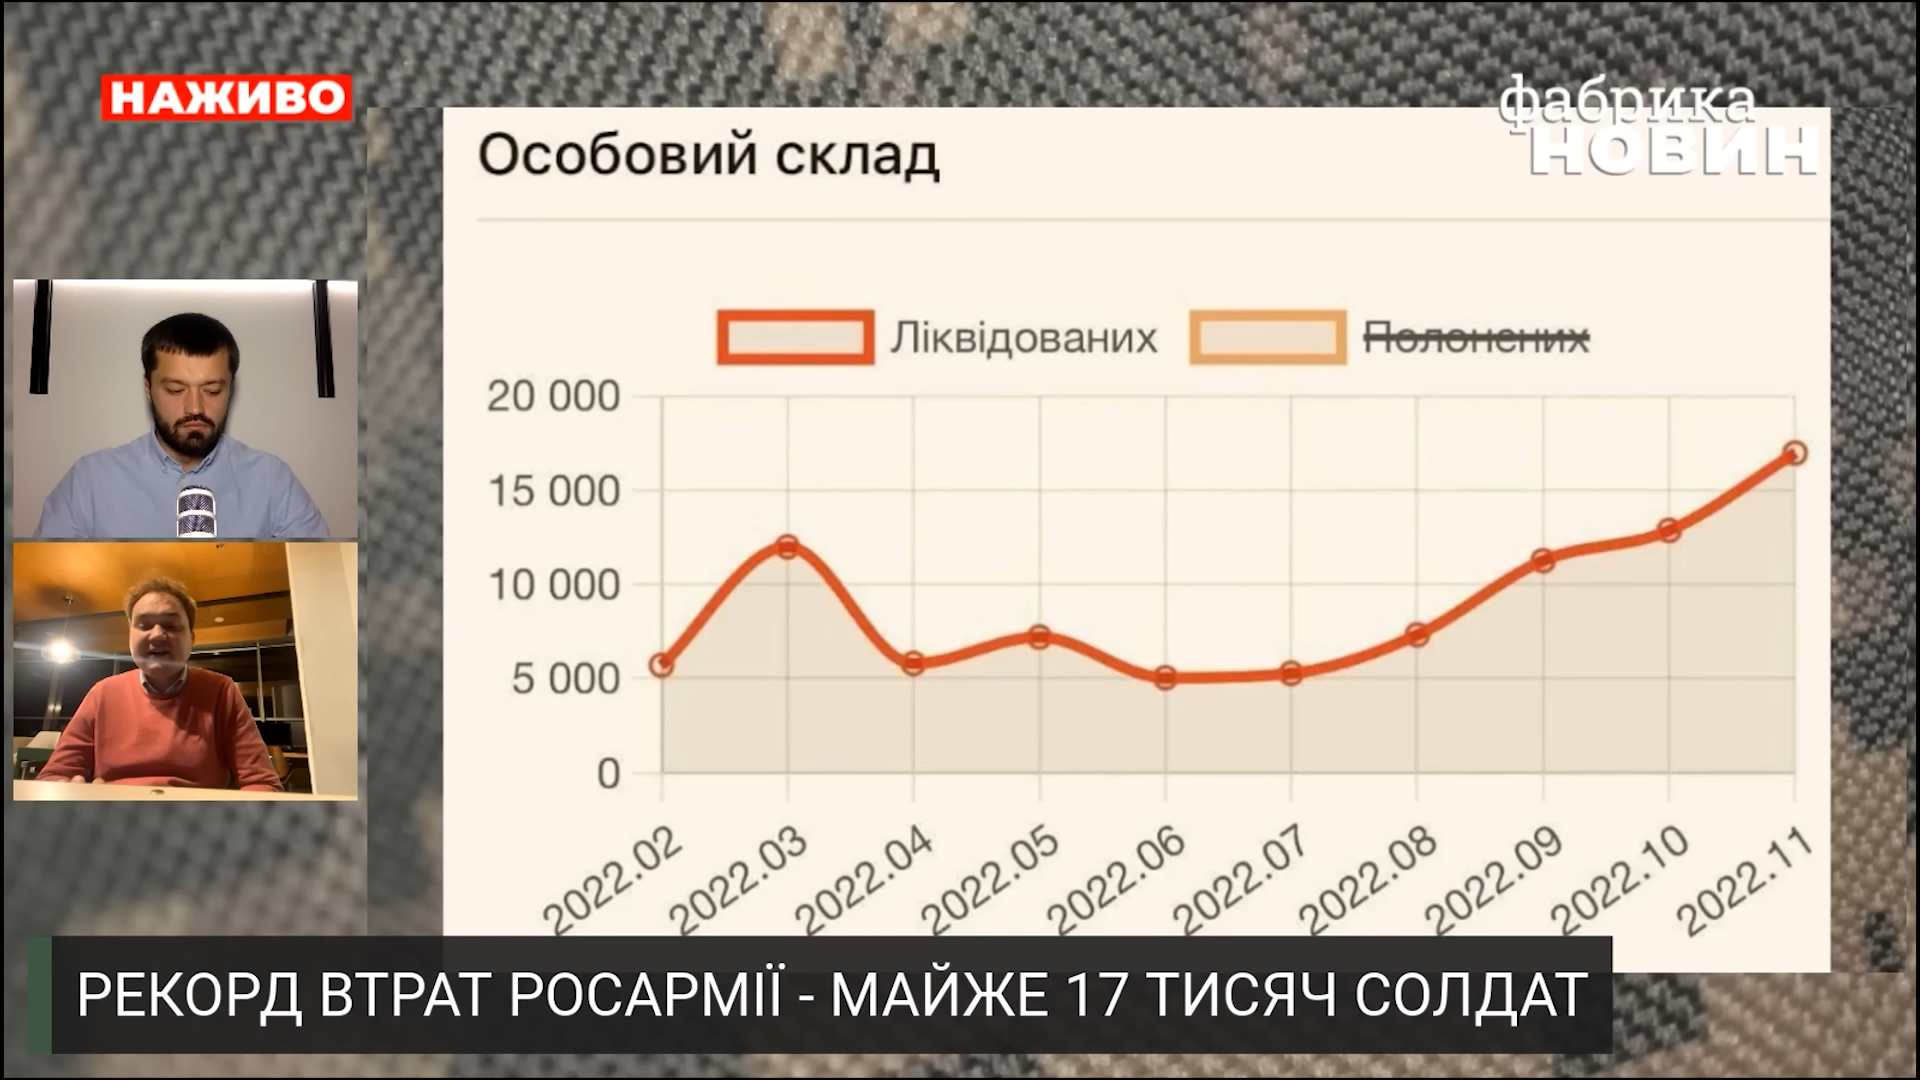 НАЖИВО
фабрика
НОВИН
Особовий склад
Ліквідованих
Полонених
20 000
15 000
10 000
5 000
0
2022.02
2022.03
2022.04
2022.05
2022.06
2022.07
2022.08
2022.09
2022.10
2022.11
РЕКОРД ВТРАТ РОСАРМІЇ - МАЙЖЕ 17 ТИСЯЧ СОЛДАТ